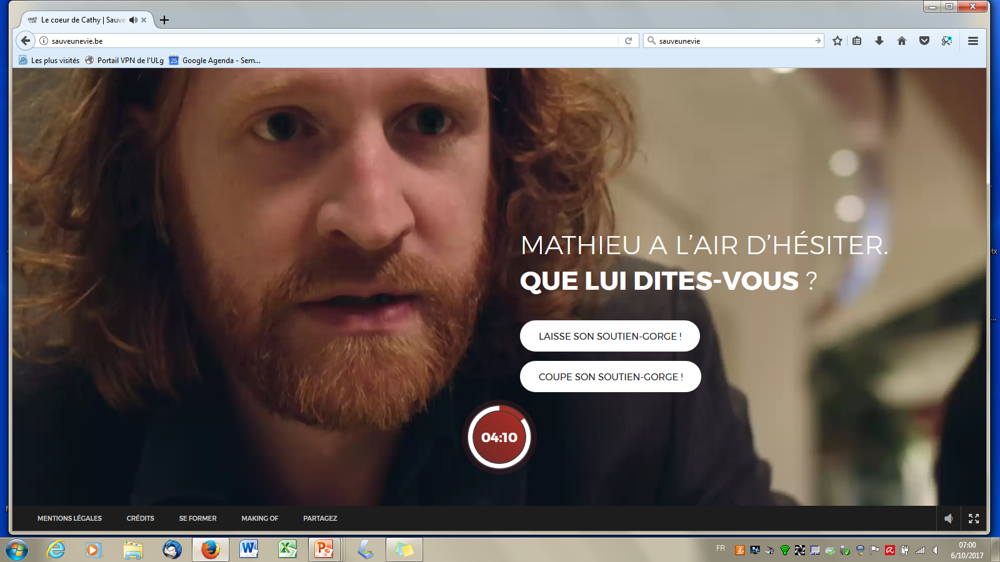 Le coeur de Cathy | Sauve
sauveunevie.be
sauveunevie
Les plus visités
Portail VPN de l'ULg
25
Google Agenda - Sem...
MATHIEU A L'AIR D'HÉSITER.
QUE LUI DITES-VOUS ?
LAISSE SON SOUTIEN-GORGE !
COUPE SON SOUTIEN-GORGE !
04:10
MENTIONS LÉGALES
CRÉDITS
SE FORMER
MAKING OF
PARTAGEZ
FR
07:00
6/10/2017